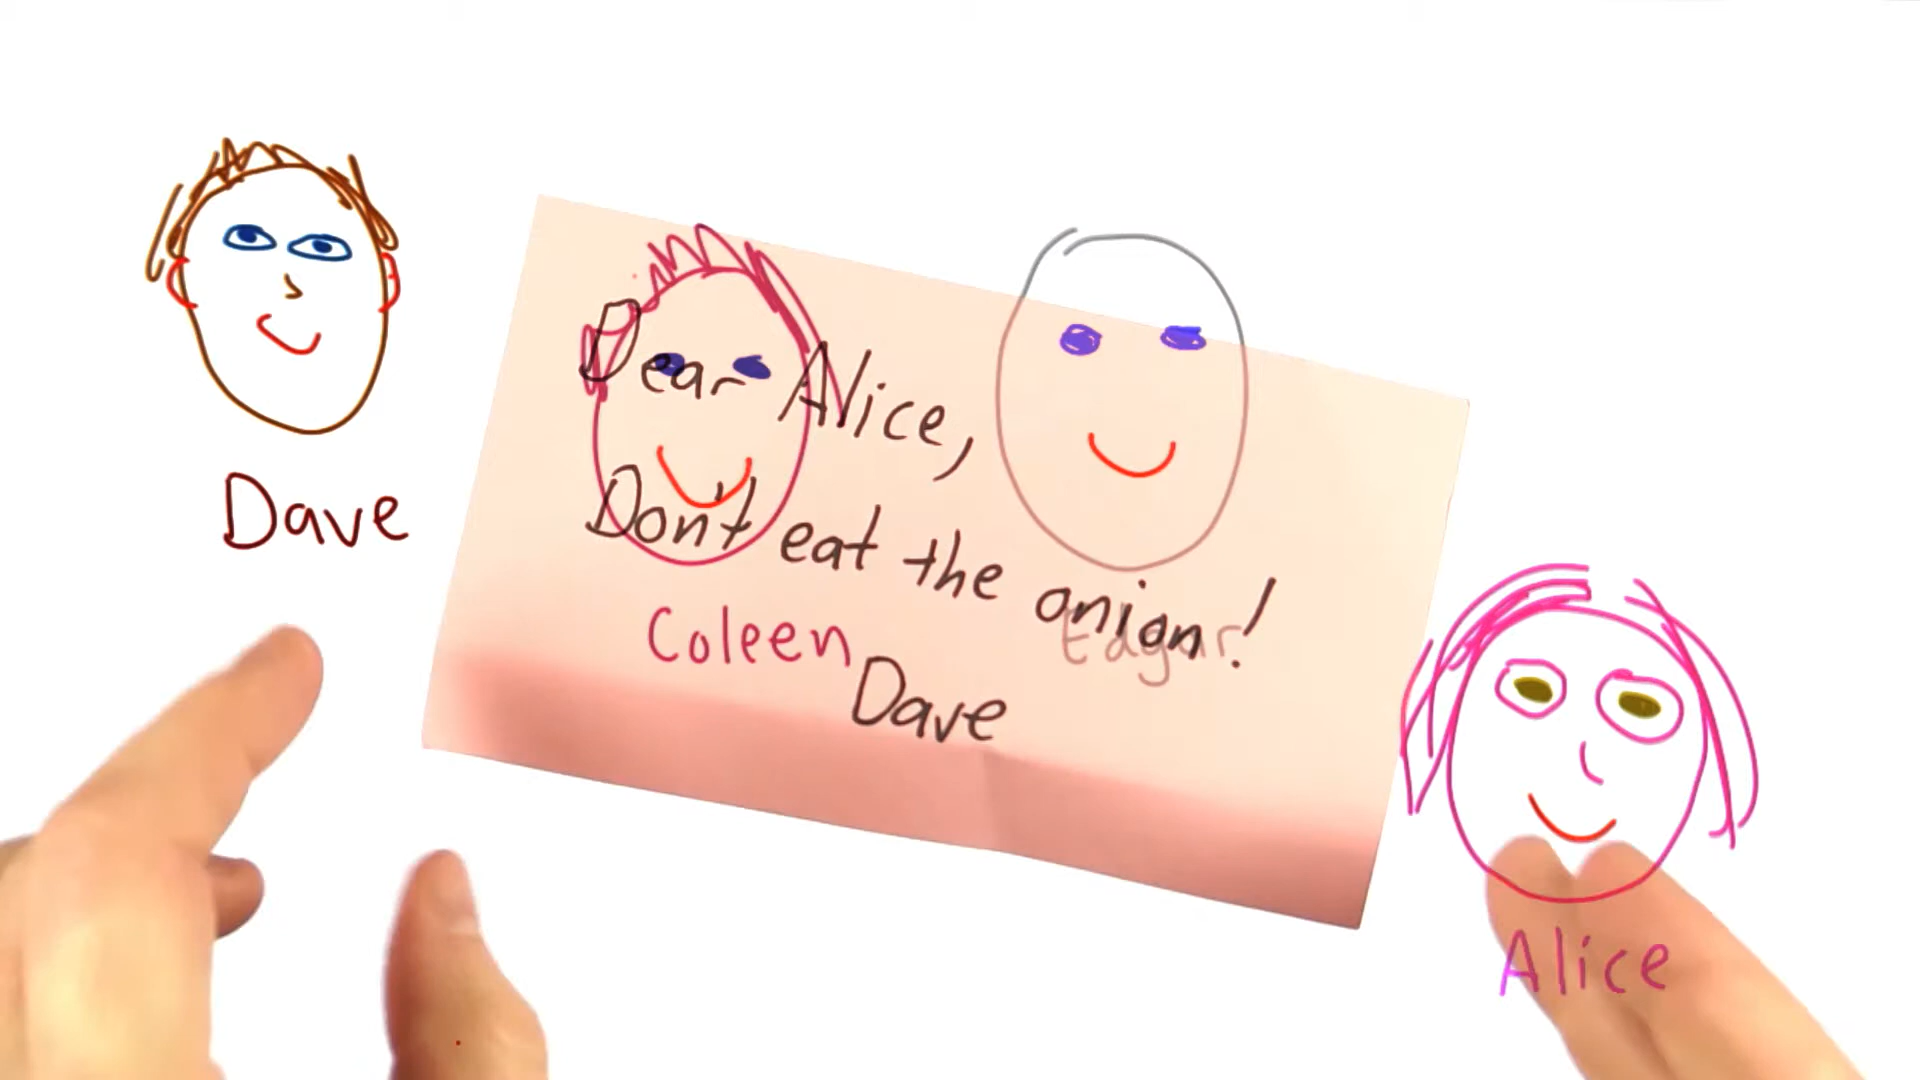 Dave
Dear Alice,
Don't eat the onion!
Dave
Coleen
Edgar
Alice